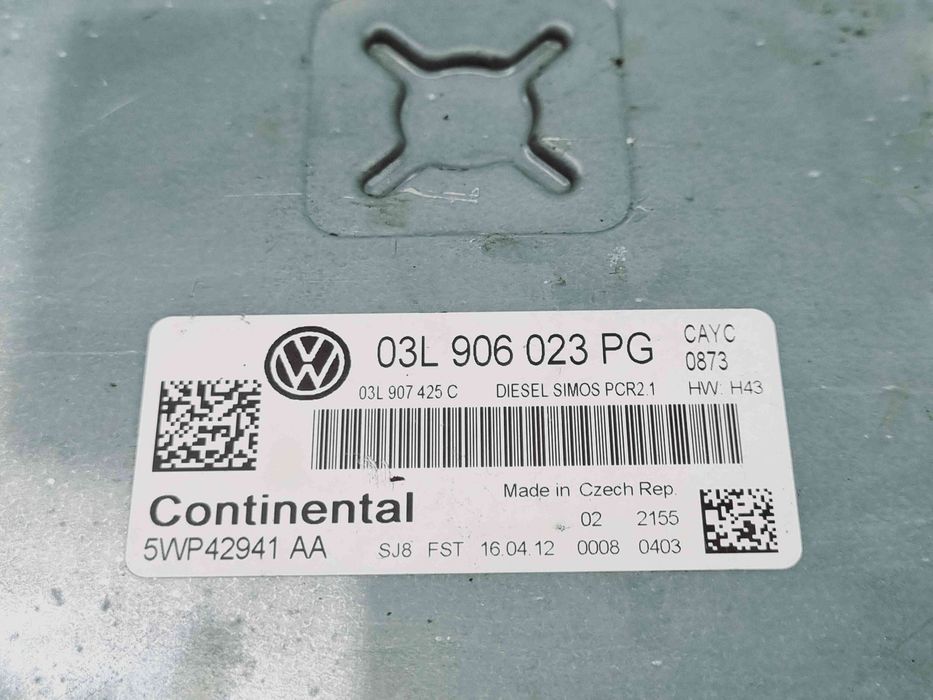 03L 906 023 PG
CAYC
0873
03L 907 425 C DIESEL SIMOS PCR2.1 HW: H43
Made in Czech Rep.
Continental
02 2155
5WP42941 AA SJ8 FST 16.04.12 0008 0403